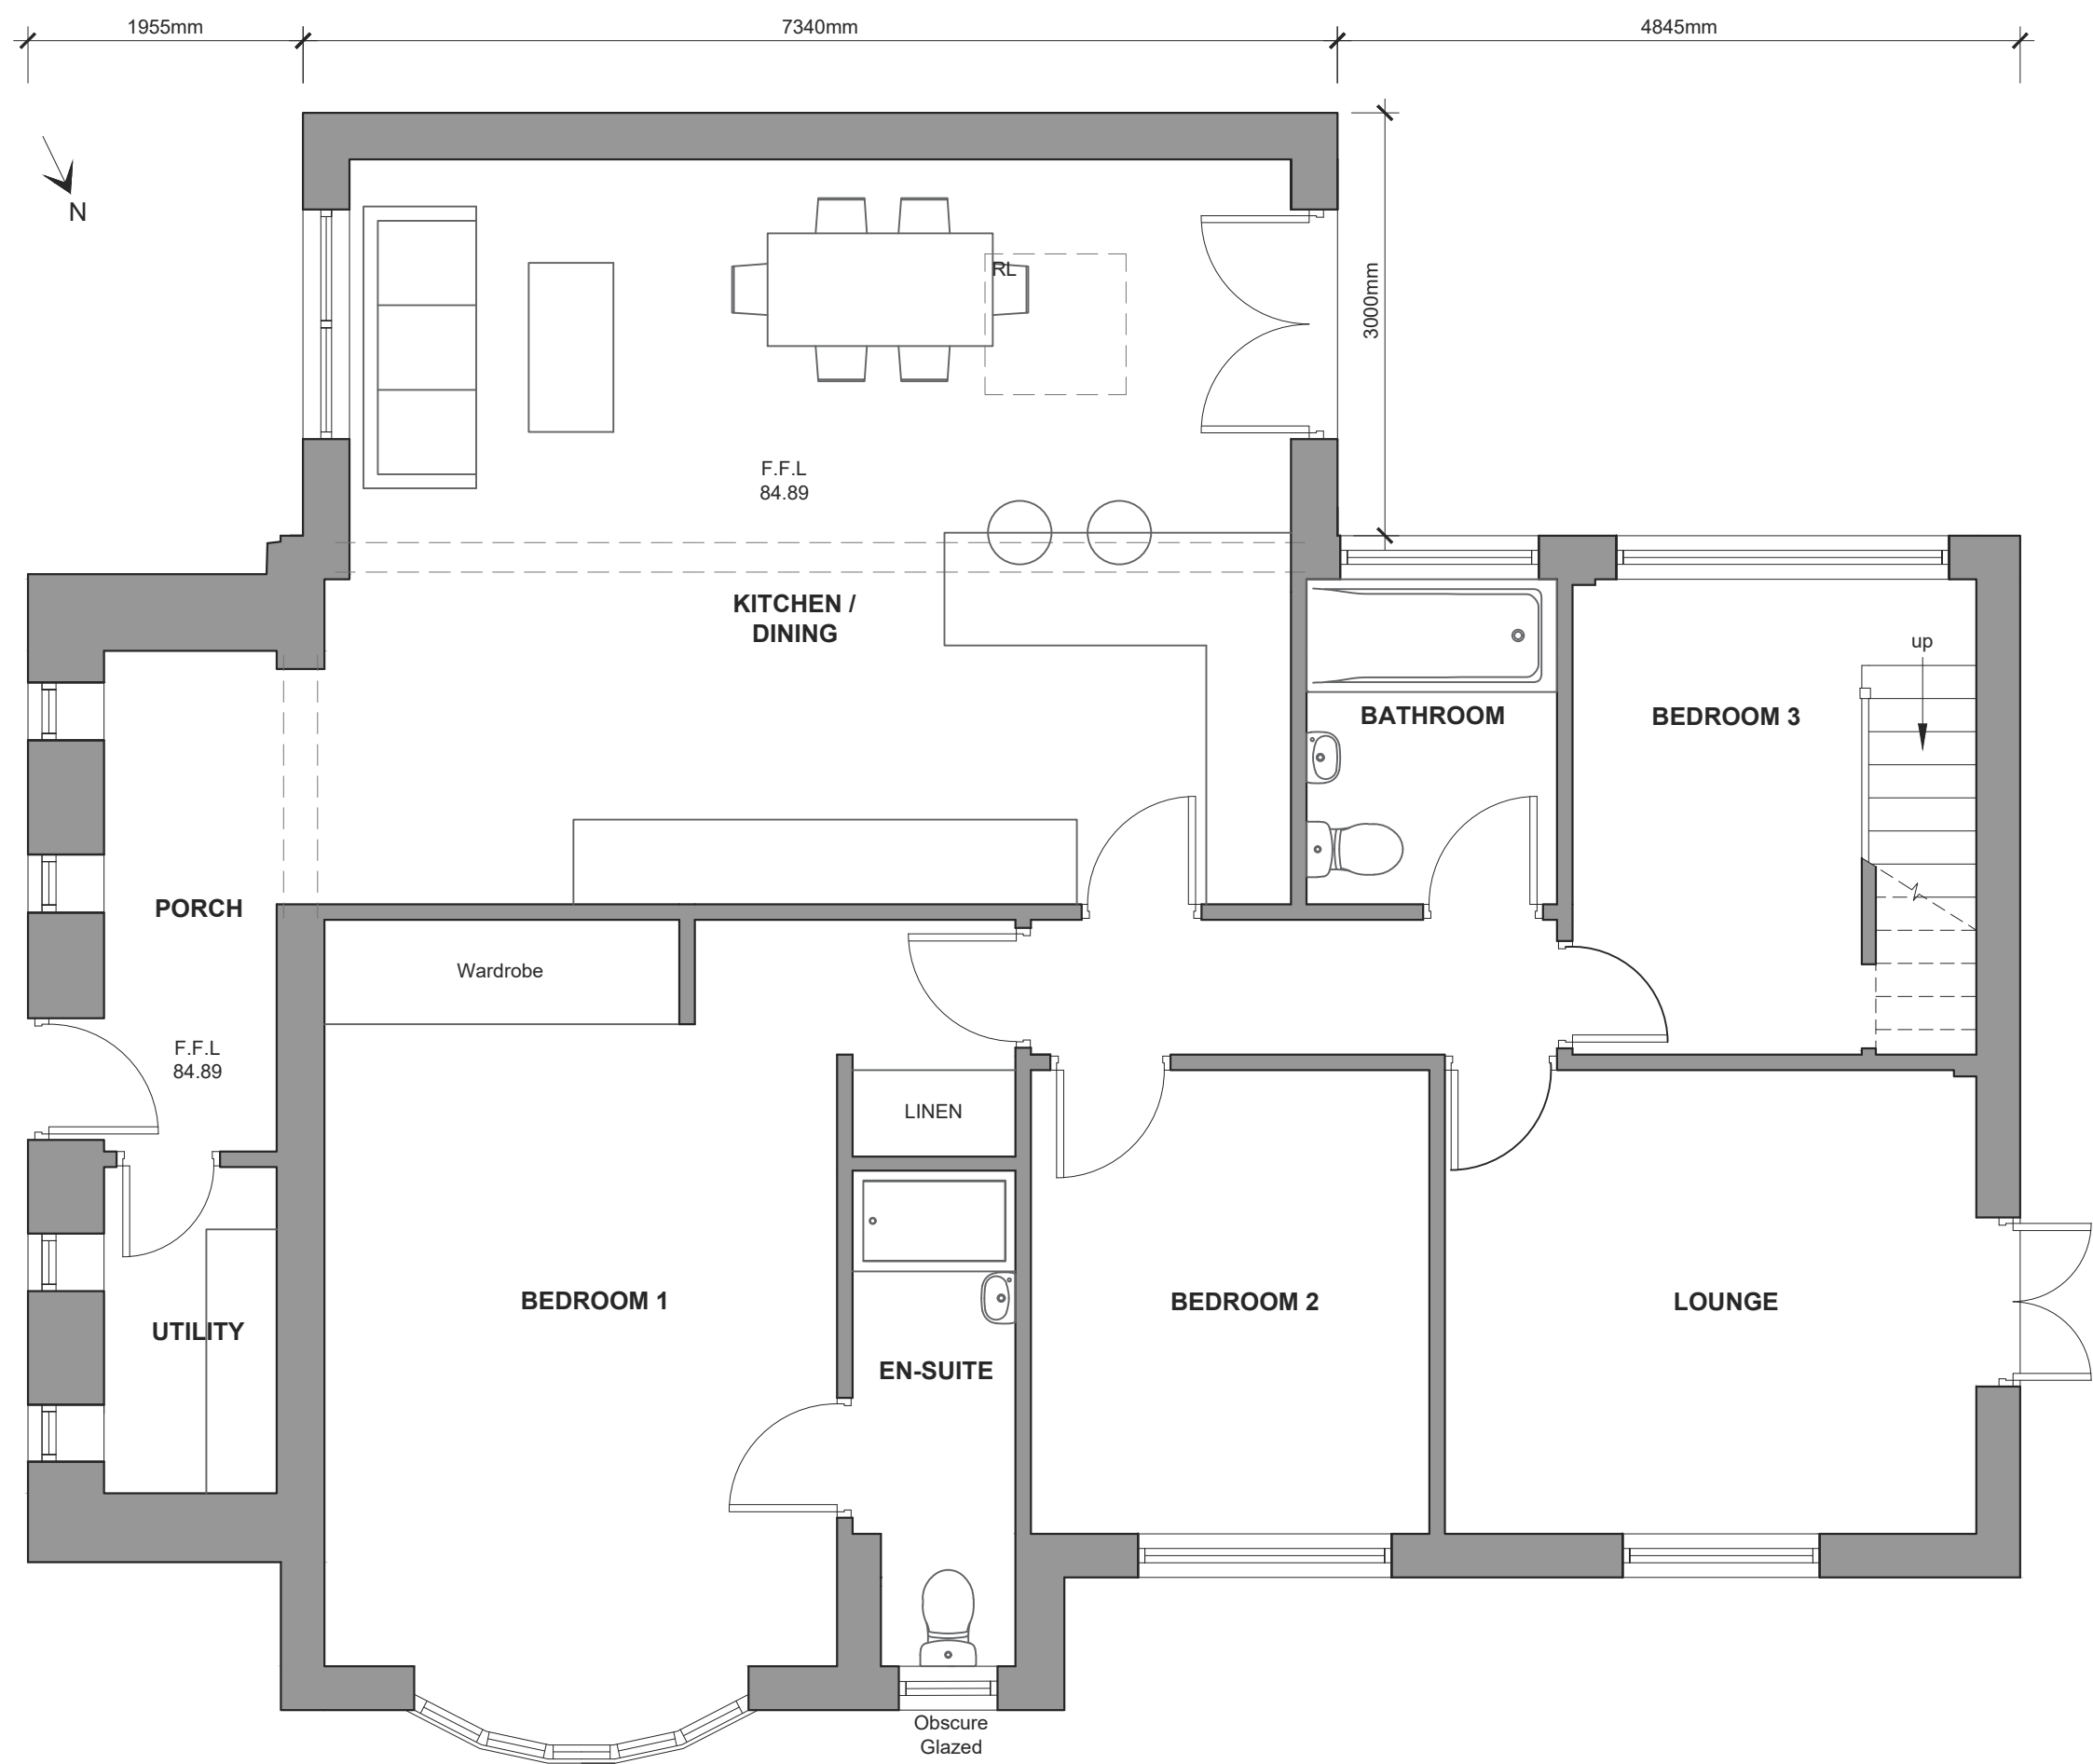 1955mm
7340mm
4845mm
N
RL
3000mm
F.F.L
84.89
KITCHEN /
DINING
up
BATHROOM
BEDROOM 3
PORCH
Wardrobe
F.F.L
84.89
LINEN
BEDROOM 1
BEDROOM 2
LOUNGE
UTILITY
EN-SUITE
Obscure
Glazed